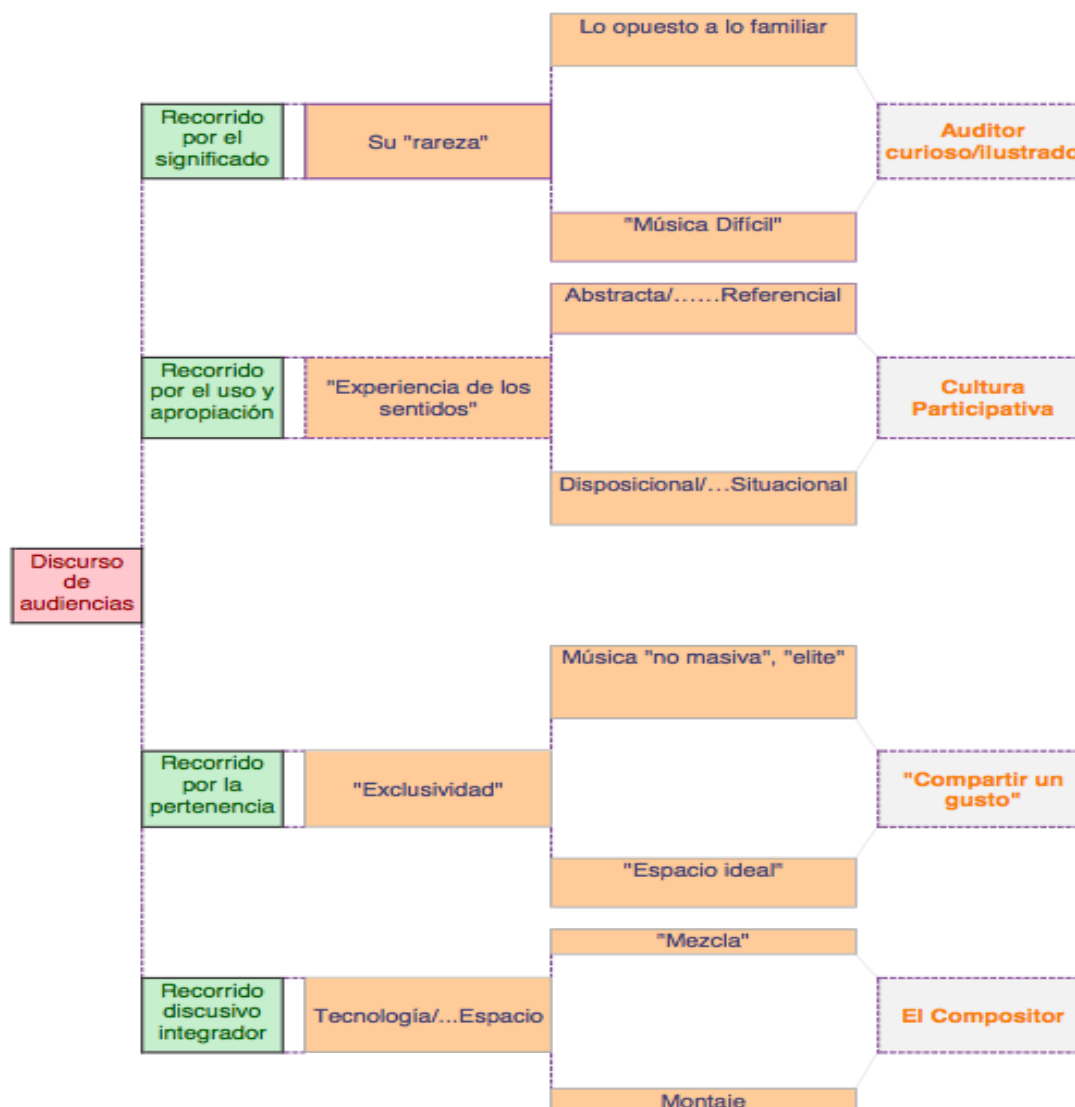 Lo opuesto a lo familiar
Recorrido
por el
significado
Su "rareza"
Auditor
curioso/ilustrado
"Música Difícil"
Abstracta/......Referencial
Recorrido
por el uso y
apropiación
"Experiencia de los
sentidos"
Cultura
Participativa
Disposicional/...Situacional
Discurso
de
audiencias
Música "no masiva", "elite"
Recorrido
por la
pertenencia
"Exclusividad"
"Compartir un
gusto"
"Espacio ideal"
"Mezcla"
Recorrido
discusivo
integrador
Tecnología/...Espacio
El Compositor
Montaje